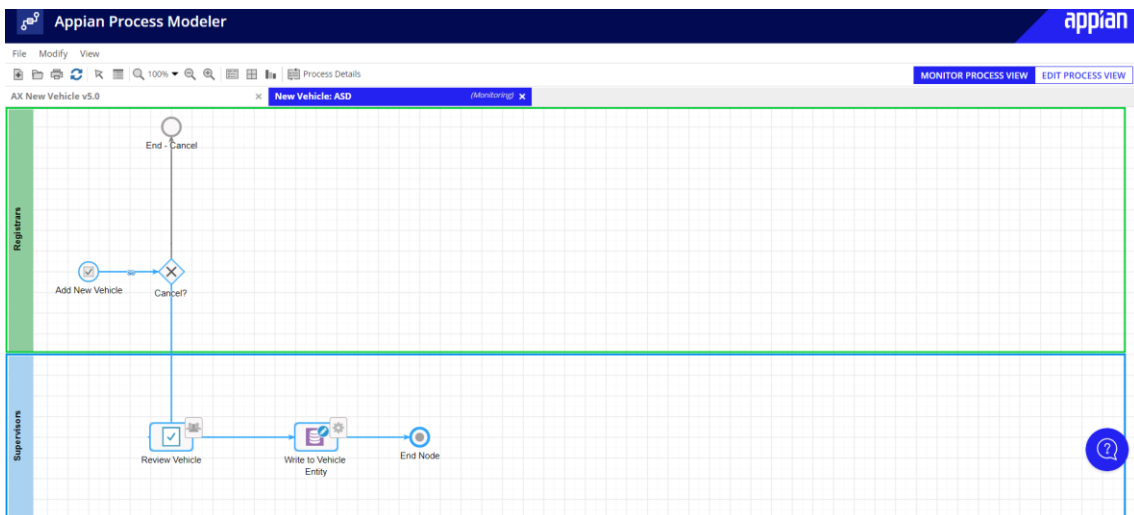 Appian Process Modeler
appian
File Modify View
100% Process Details
MONITOR PROCESS VIEW EDIT PROCESS VIEW
AX New Vehicle v5.0 × New Vehicle: ASD (Monitoring) ×
End - Cancel
Registrars
Add New Vehicle
Cancel?
Supervisors
Review Vehicle
Write to Vehicle
Entity
End Node